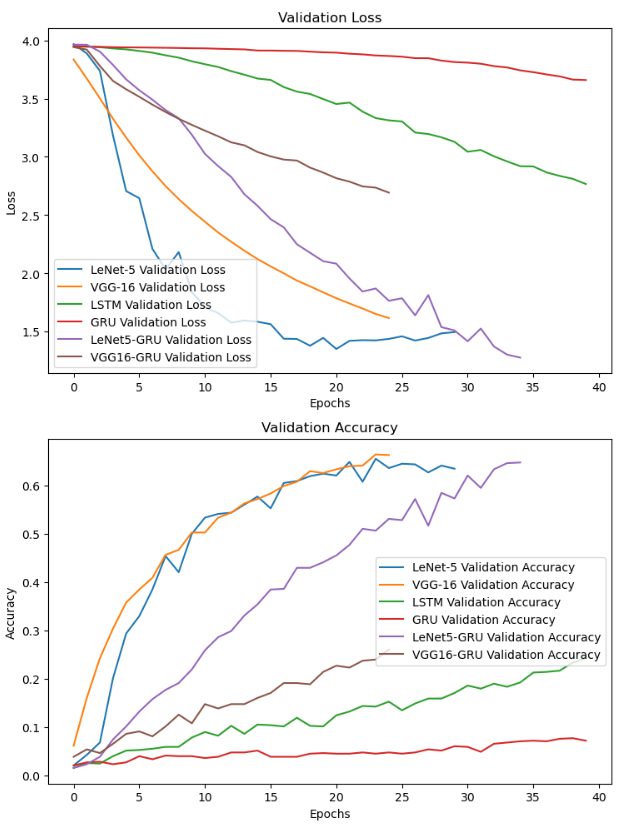 Validation Loss
4.0
3.5
3.0
2.5
2.0
1.5
Loss
LeNet-5 Validation Loss
VGG-16 Validation Loss
LSTM Validation Loss
GRU Validation Loss
LeNet5-GRU Validation Loss
VGG16-GRU Validation Loss
0 5 10 15 20 25 30 35 40
Epochs
Validation Accuracy
0.6
0.5
0.4
0.3
0.2
0.1
0.0
Accuracy
LeNet-5 Validation Accuracy
VGG-16 Validation Accuracy
LSTM Validation Accuracy
GRU Validation Accuracy
LeNet5-GRU Validation Accuracy
VGG16-GRU Validation Accuracy
0 5 10 15 20 25 30 35 40
Epochs